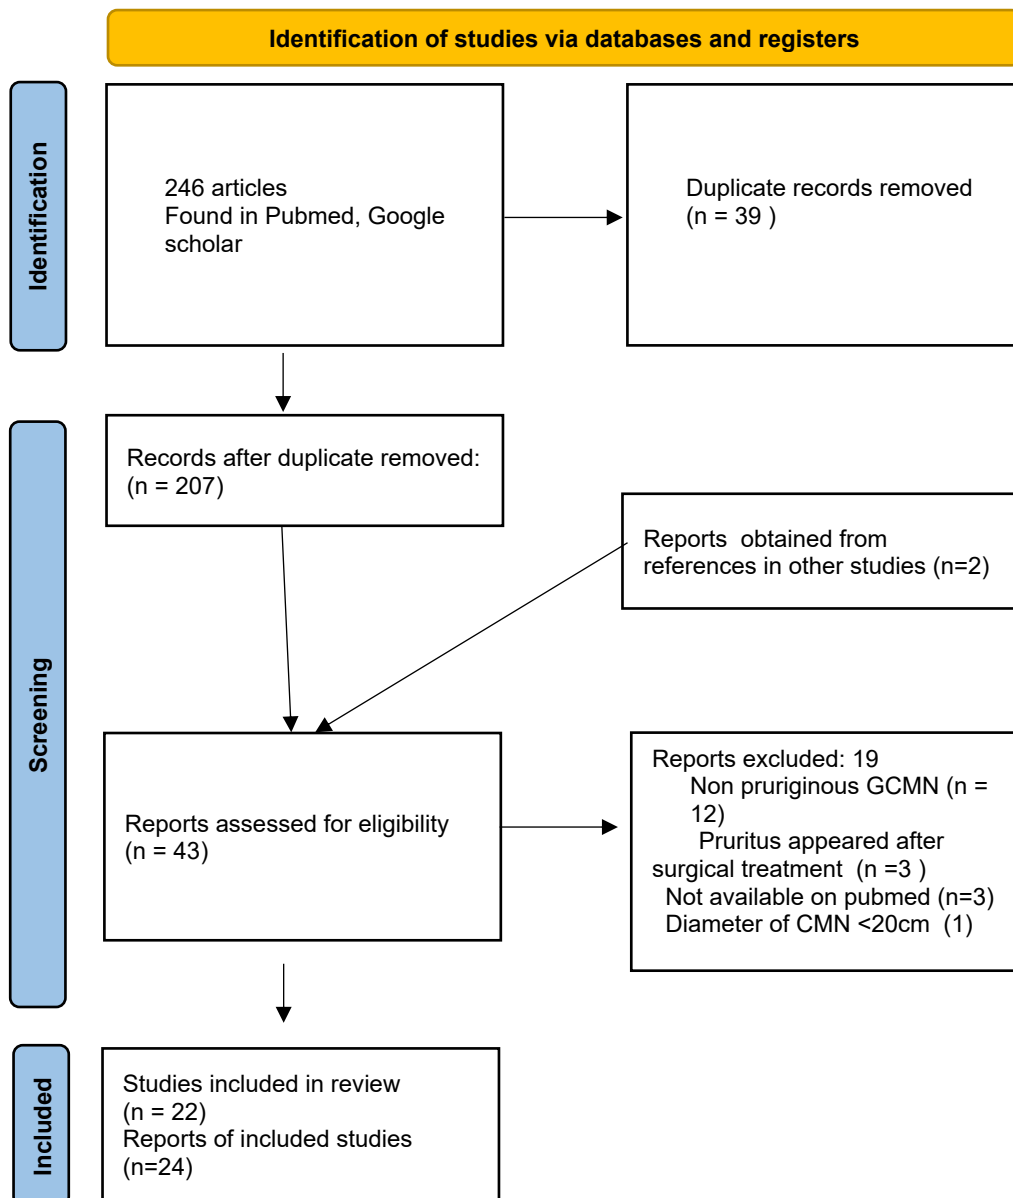 Identification of studies via databases and registers
Identification
246 articles
Found in Pubmed, Google
scholar
Duplicate records removed
(n = 39 )
Screening
Records after duplicate removed:
(n = 207)
Reports  obtained from
references in other studies (n=2)
Reports assessed for eligibility
(n = 43)
Reports excluded: 19
Non pruriginous GCMN (n =
12)
Pruritus appeared after
surgical treatment  (n =3 )
Not available on pubmed (n=3)
Diameter of CMN <20cm  (1)
Included
Studies included in review
(n = 22)
Reports of included studies
(n=24)